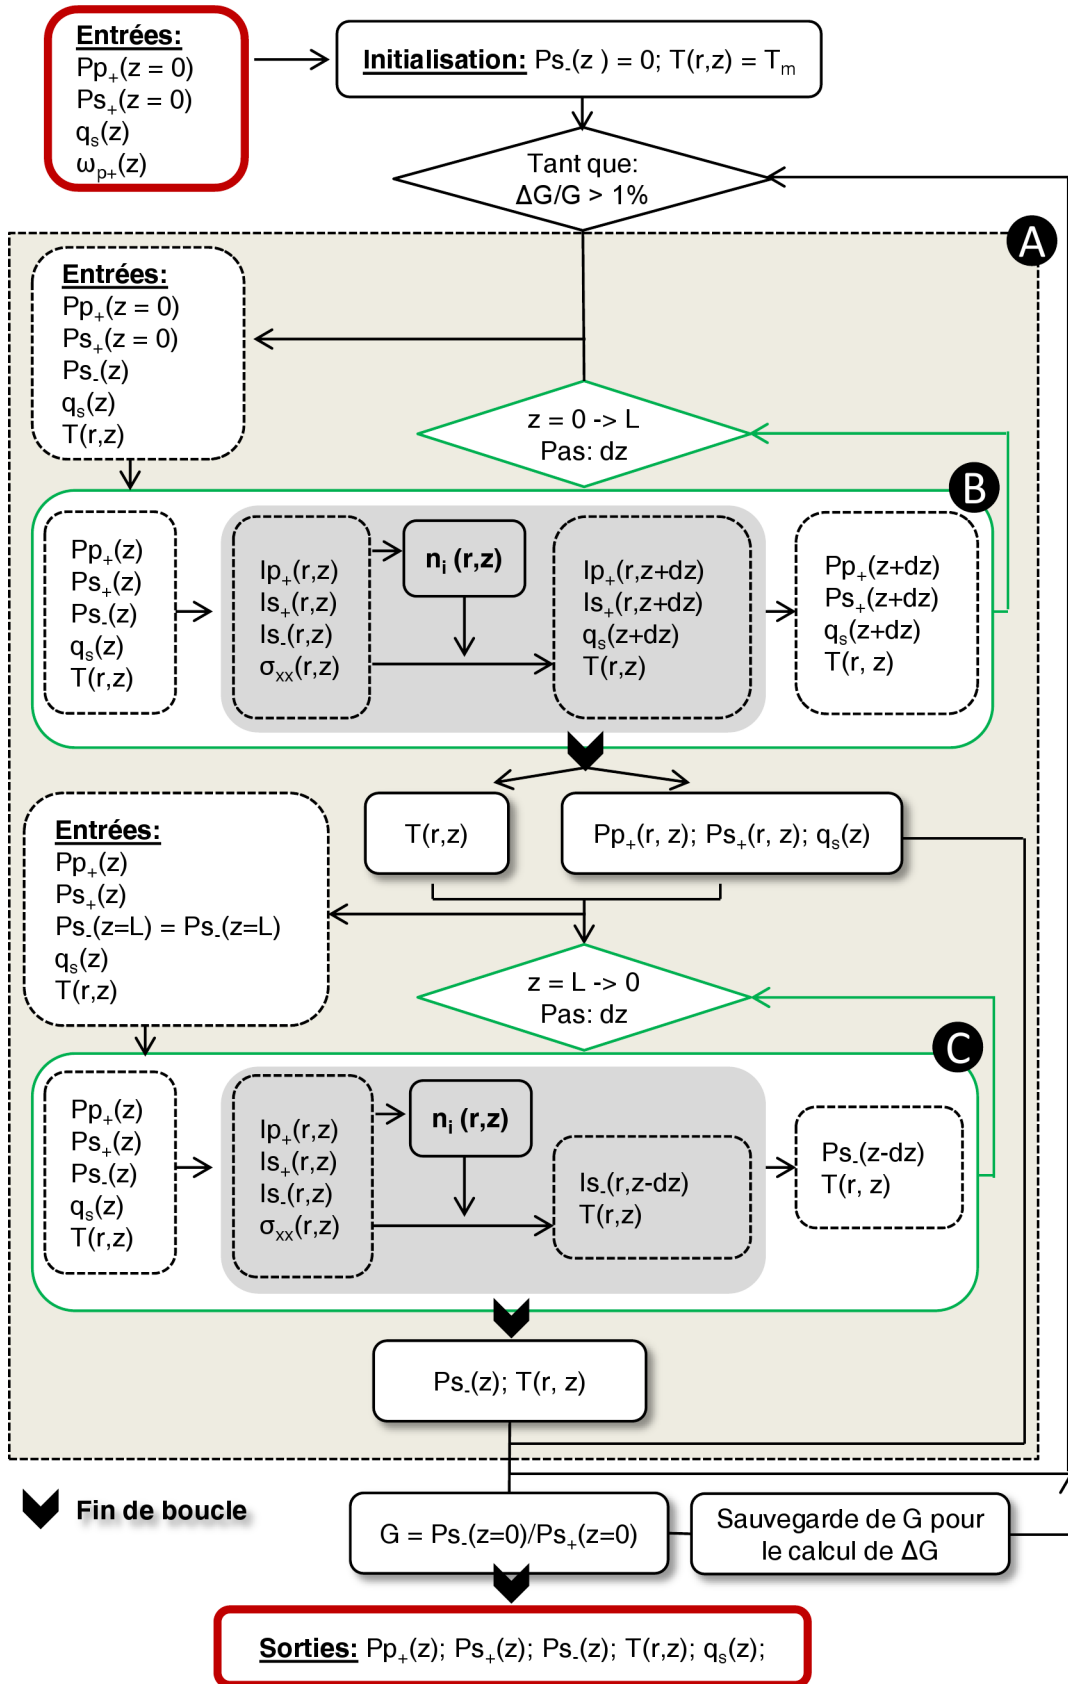 Entrées:
Pp₊(z = 0)
Ps₊(z = 0)
qₛ(z)
ωₚ₊(z)
Initialisation: Ps₋(z ) = 0; T(r,z) = Tₘ
Tant que:
ΔG/G > 1%
A
Entrées:
Pp₊(z = 0)
Ps₊(z = 0)
Ps₋(z)
qₛ(z)
T(r,z)
z = 0 -> L
Pas: dz
B
Pp₊(z)
Ps₊(z)
Ps₋(z)
qₛ(z)
T(r,z)
Ip₊(r,z)
Is₊(r,z)
Is₋(r,z)
σₓₓ(r,z)
nᵢ (r,z)
Ip₊(r,z+dz)
Is₊(r,z+dz)
qₛ(z+dz)
T(r,z)
Pp₊(z+dz)
Ps₊(z+dz)
qₛ(z+dz)
T(r, z)
T(r,z)
Pp₊(r, z); Ps₊(r, z); qₛ(z)
Entrées:
Pp₊(z)
Ps₊(z)
Ps₋(z=L) = Ps₋(z=L)
qₛ(z)
T(r,z)
z = L -> 0
Pas: dz
C
Pp₊(z)
Ps₊(z)
Ps₋(z)
qₛ(z)
T(r,z)
Ip₊(r,z)
Is₊(r,z)
Is₋(r,z)
σₓₓ(r,z)
nᵢ (r,z)
Is₋(r,z-dz)
T(r,z)
Ps₋(z-dz)
T(r, z)
Ps₋(z); T(r, z)
Fin de boucle
G = Ps₋(z=0)/Ps₊(z=0)
Sauvegarde de G pour
le calcul de ΔG
Sorties: Pp₊(z); Ps₊(z); Ps₋(z); T(r,z); qₛ(z);